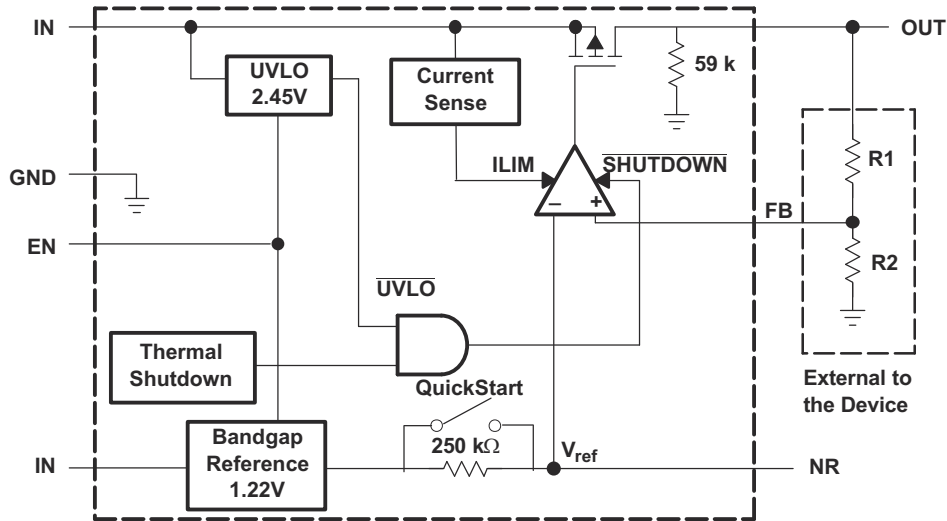 IN
OUT
UVLO
2.45V
Current
Sense
59 k
GND
ILIM
SHUTDOWN
R1
– +
FB
EN
R2
UVLO
Thermal
Shutdown
QuickStart
External to
the Device
IN
Bandgap
Reference
1.22V
250 kΩ
Vref
NR